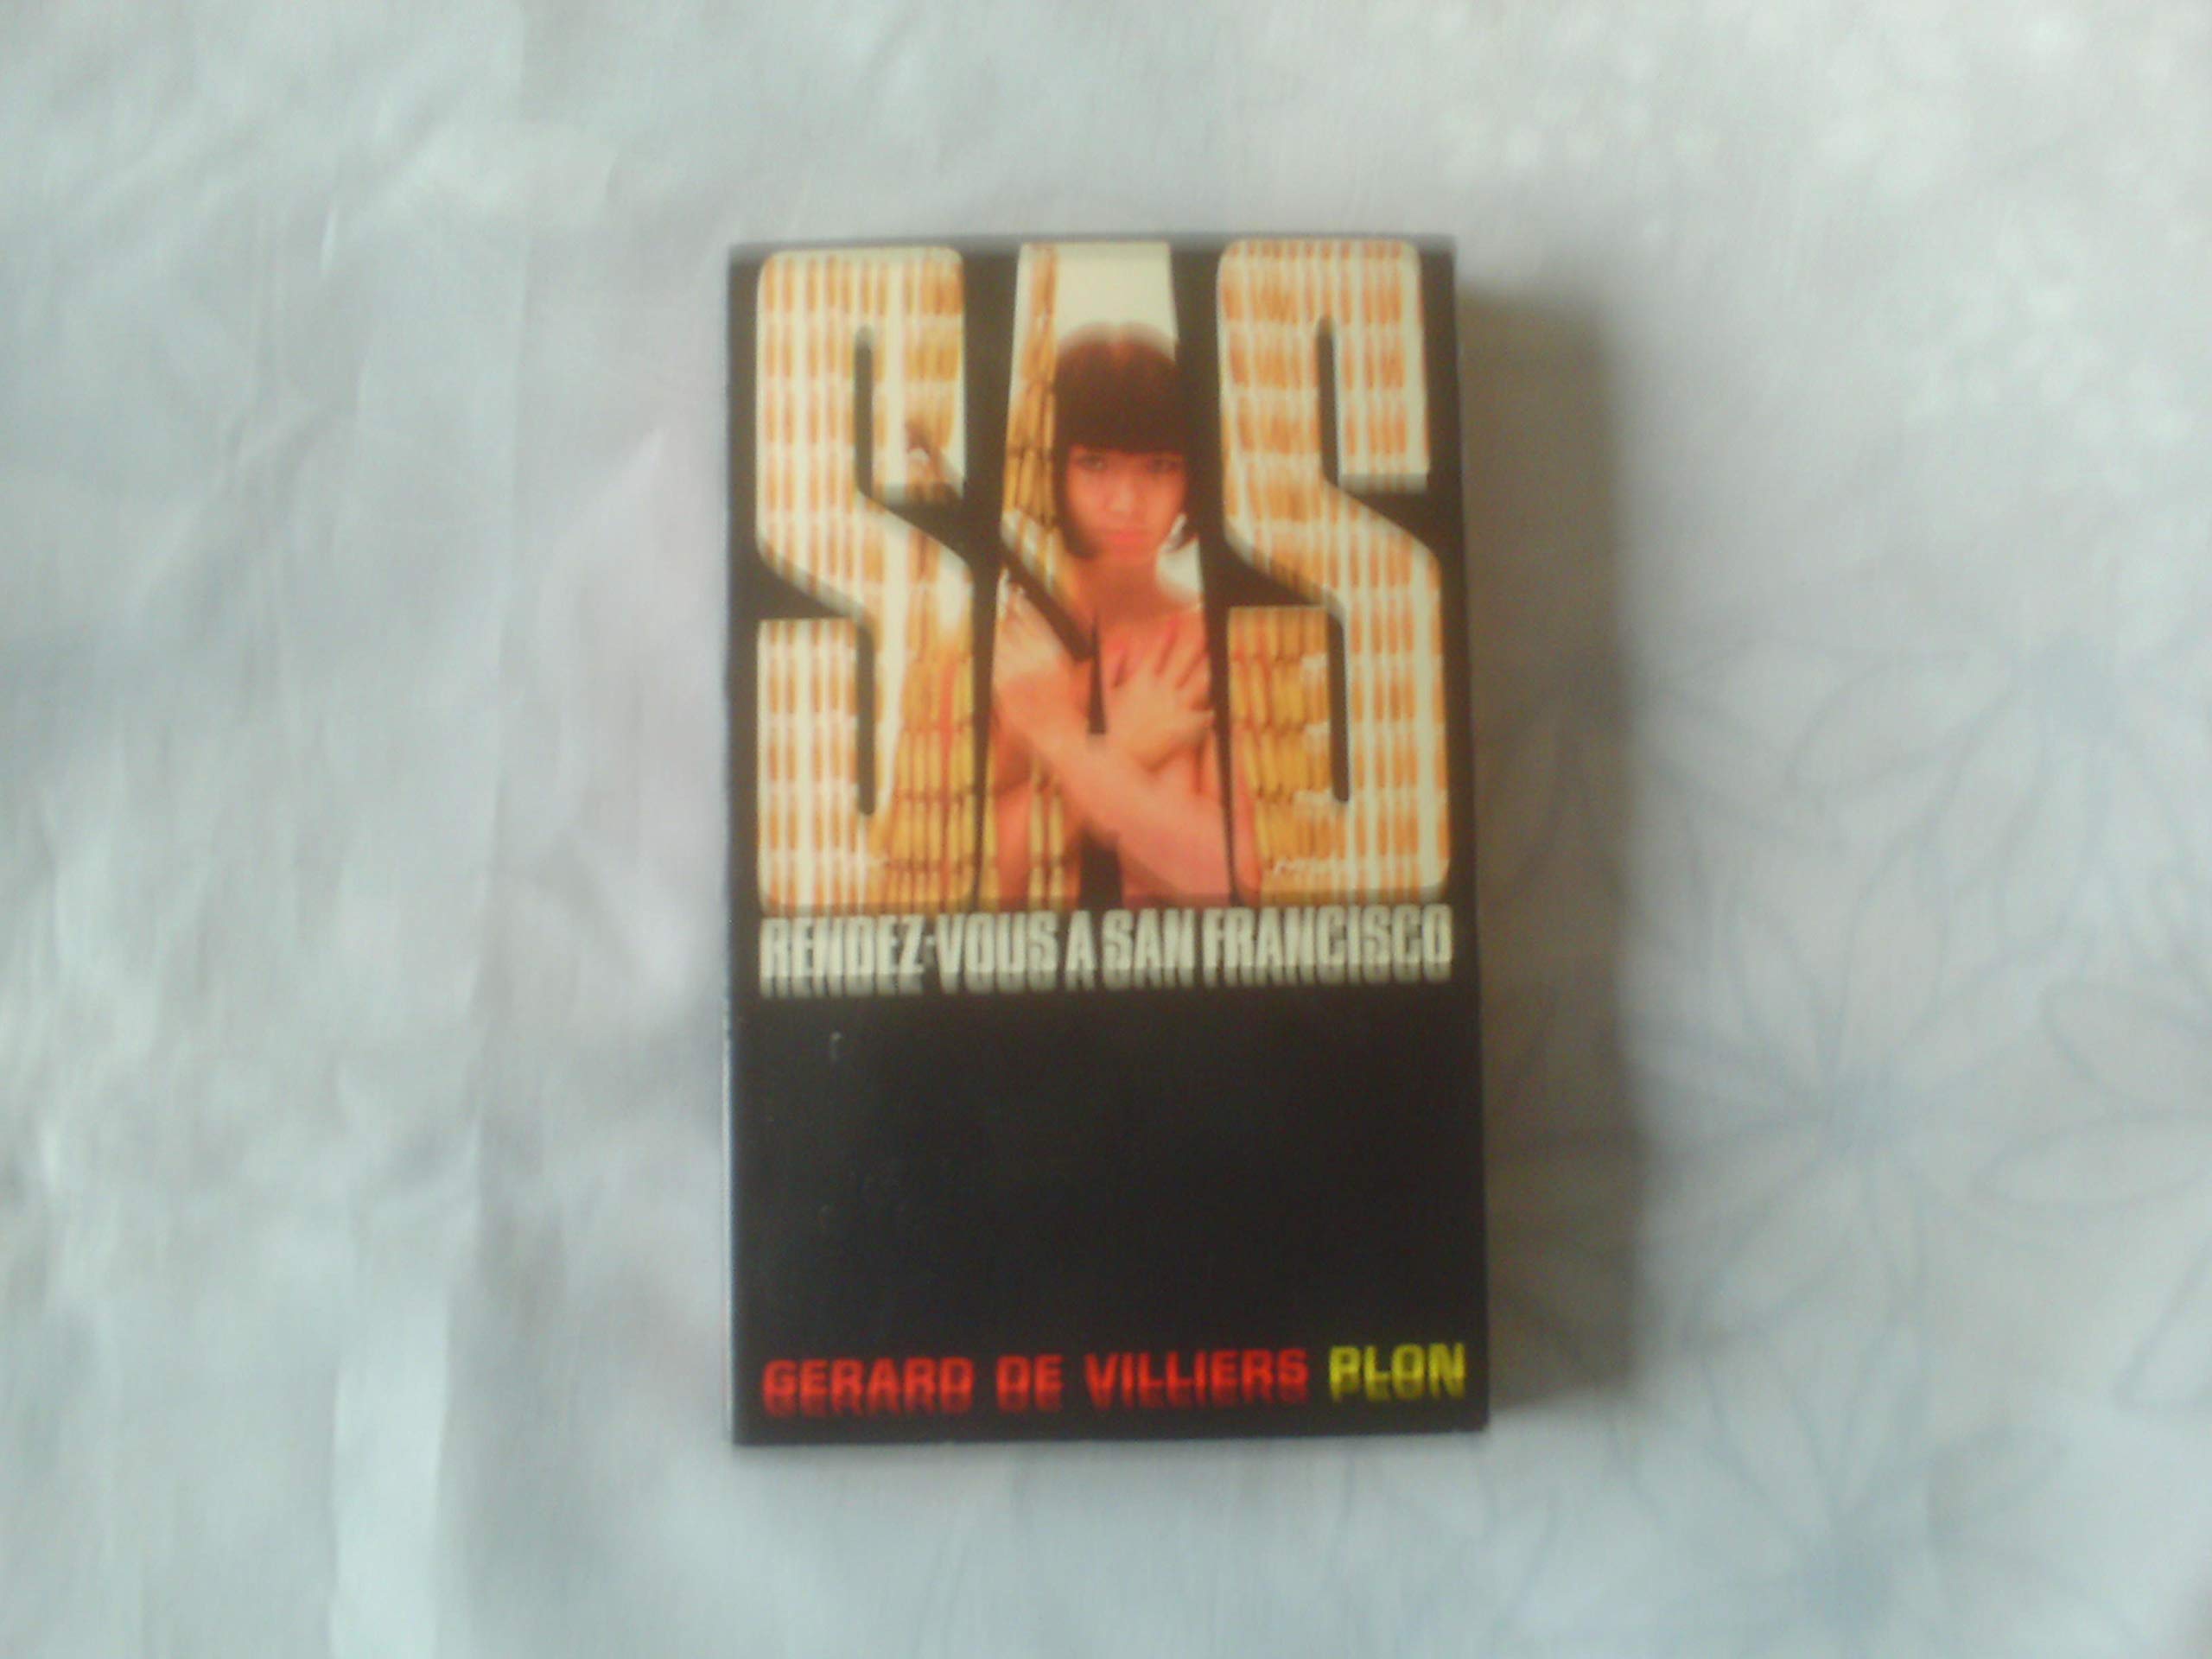 SAS
RENDEZ-VOUS A SAN FRANCISCO
GERARD DE VILLIERS PLON